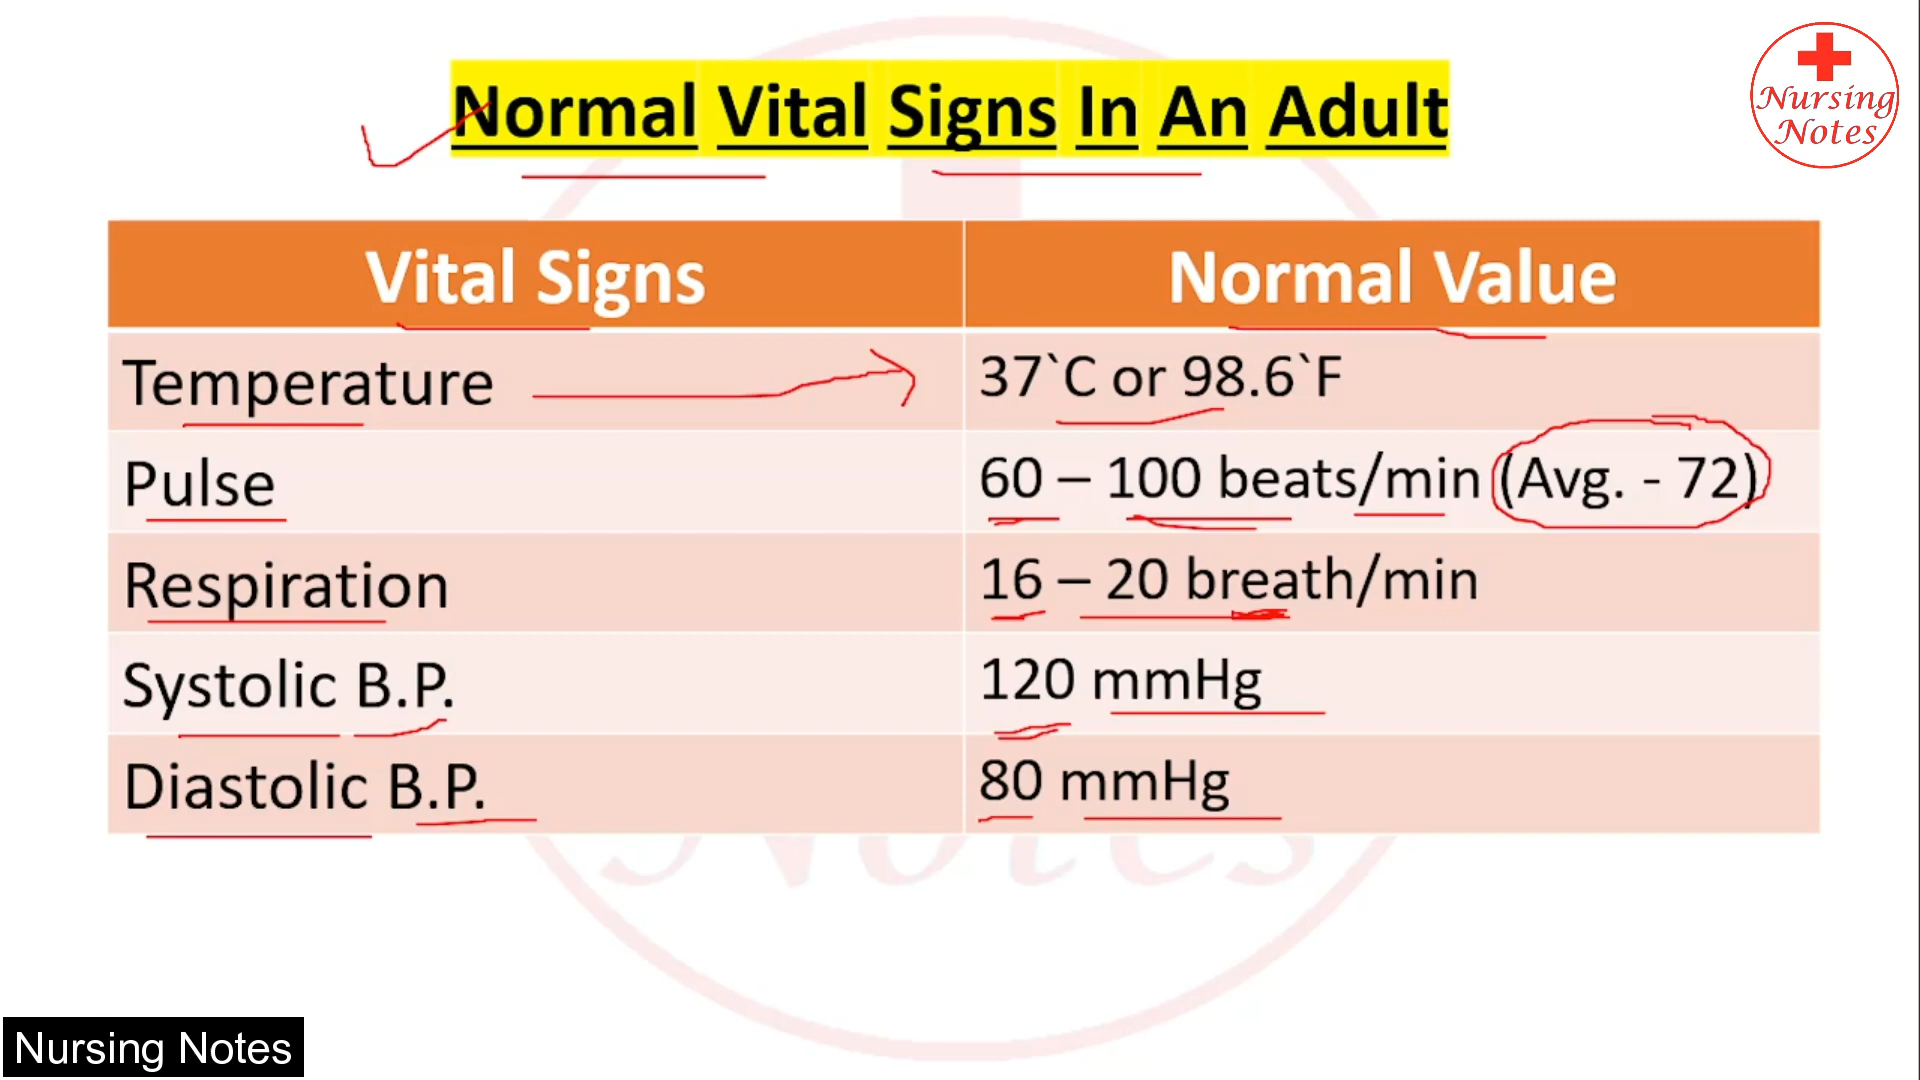 Normal Vital Signs In An Adult
Nursing
Notes
Vital Signs
Normal Value
Temperature
37`C or 98.6`F
Pulse
60 – 100 beats/min (Avg. - 72)
Respiration
16 – 20 breath/min
Systolic B.P.
120 mmHg
Diastolic B.P.
80 mmHg
Notes
Nursing Notes